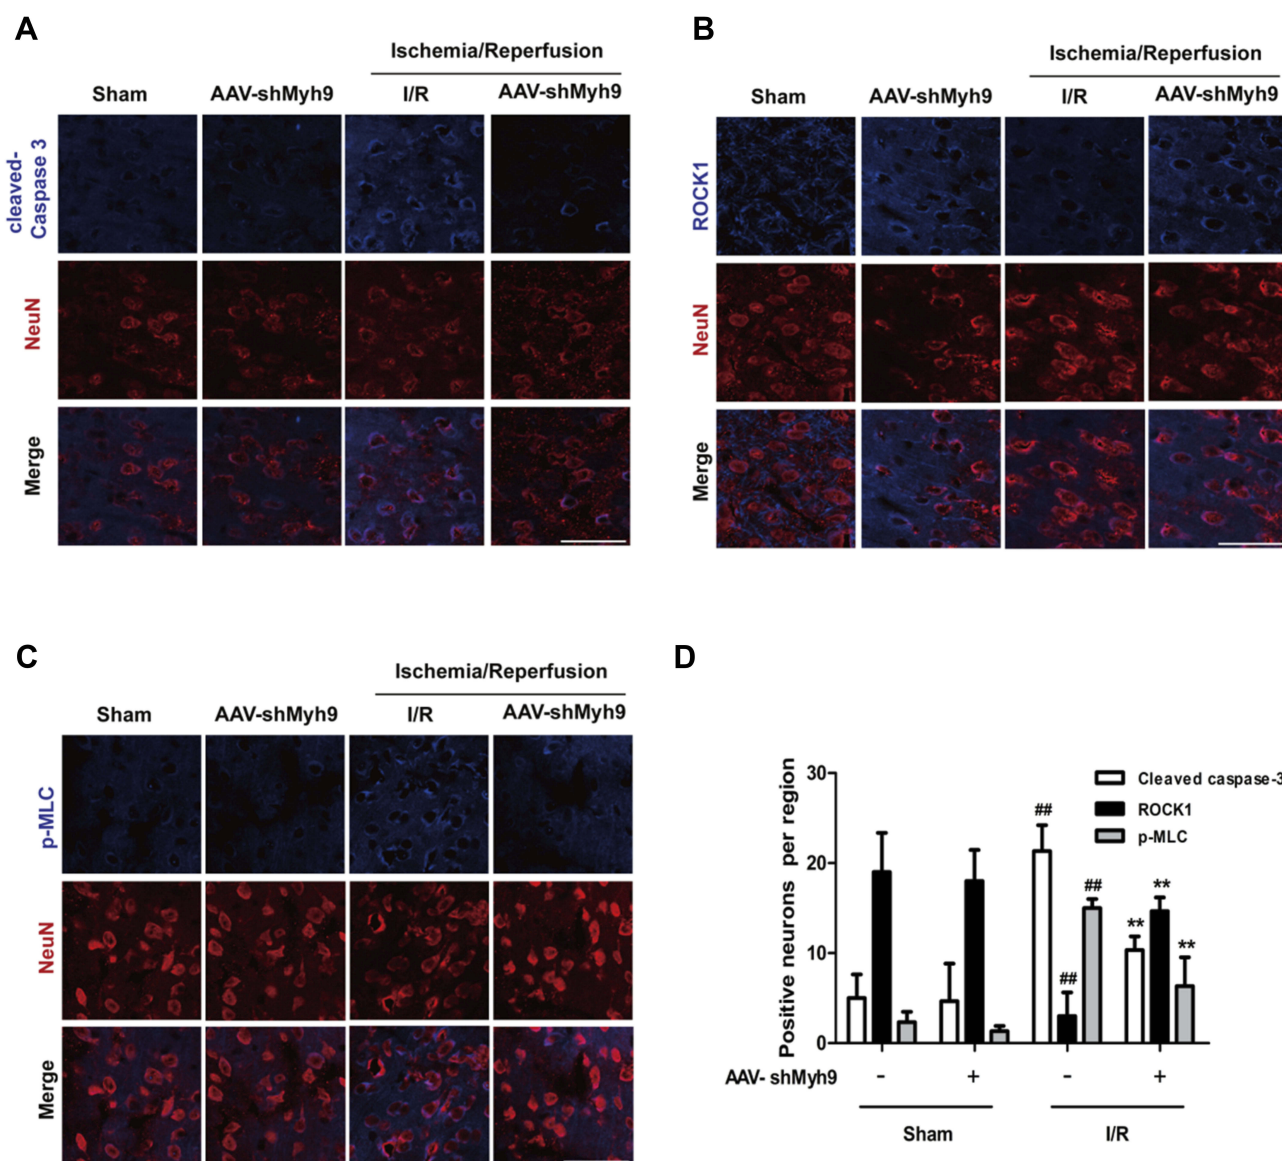 A
Ischemia/Reperfusion
Sham AAV-shMyh9 I/R AAV-shMyh9
cleaved-
Caspase 3
NeuN
Merge
B
Ischemia/Reperfusion
Sham AAV-shMyh9 I/R AAV-shMyh9
ROCK1
NeuN
Merge
C
Ischemia/Reperfusion
Sham AAV-shMyh9 I/R AAV-shMyh9
p-MLC
NeuN
Merge
D
Positive neurons per region
30
20
10
0
Cleaved caspase-3
ROCK1
p-MLC
##
##
##
**
**
**
AAV- shMyh9 - + - +
Sham I/R